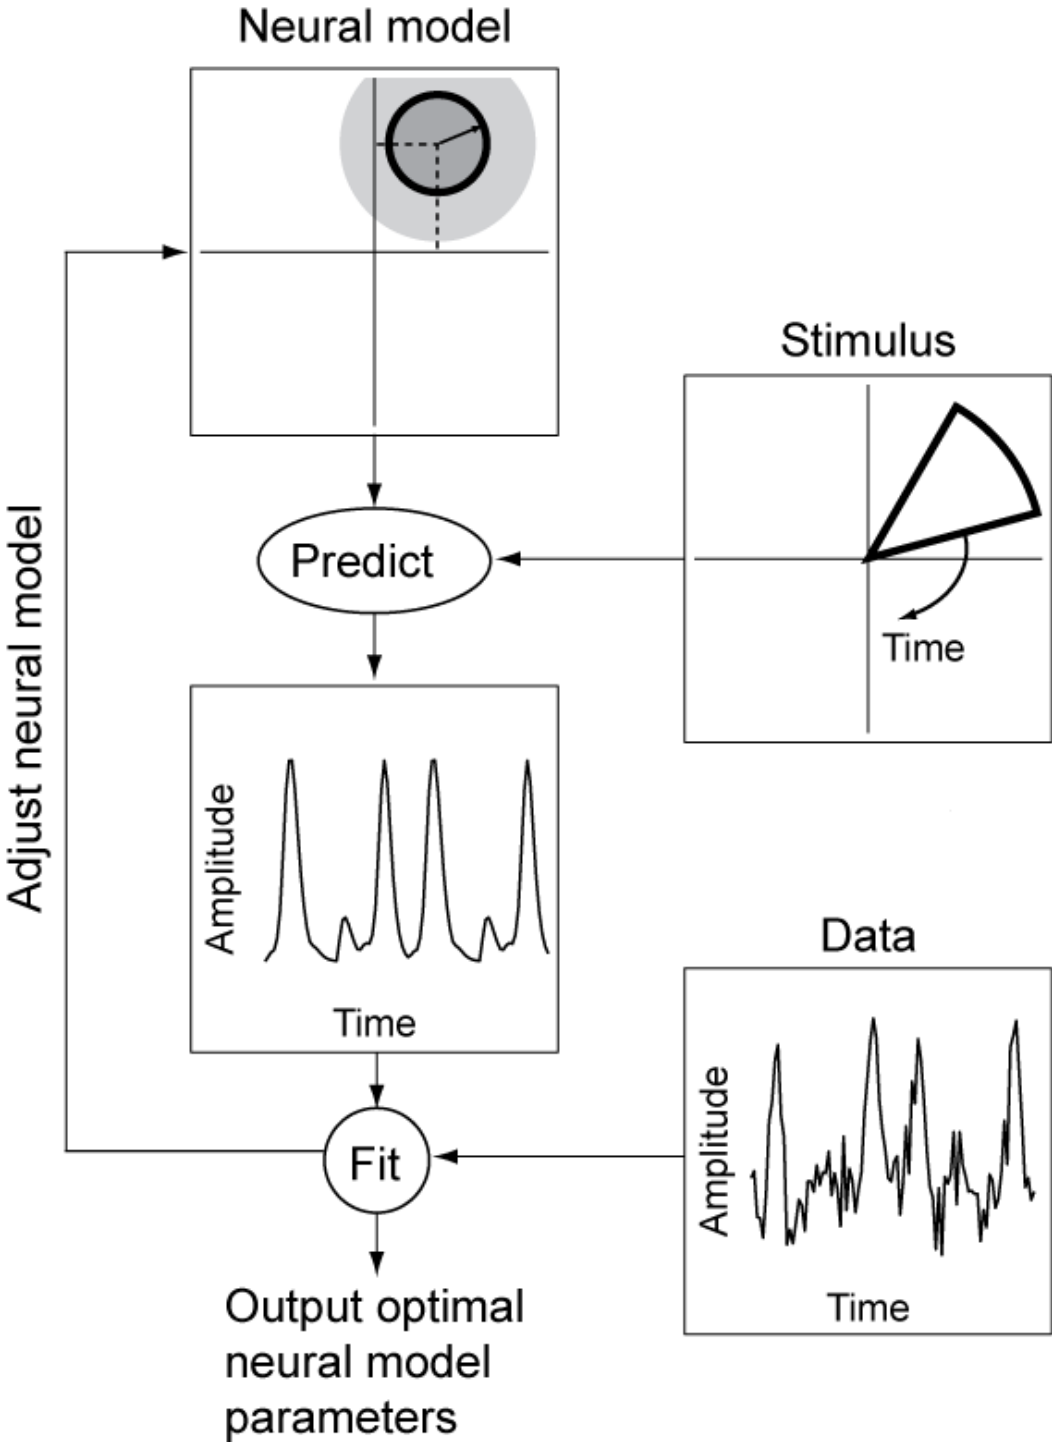 Neural model
Stimulus
Predict
Time
Adjust neural model
Amplitude
Time
Data
Fit
Amplitude
Time
Output optimal
neural model
parameters